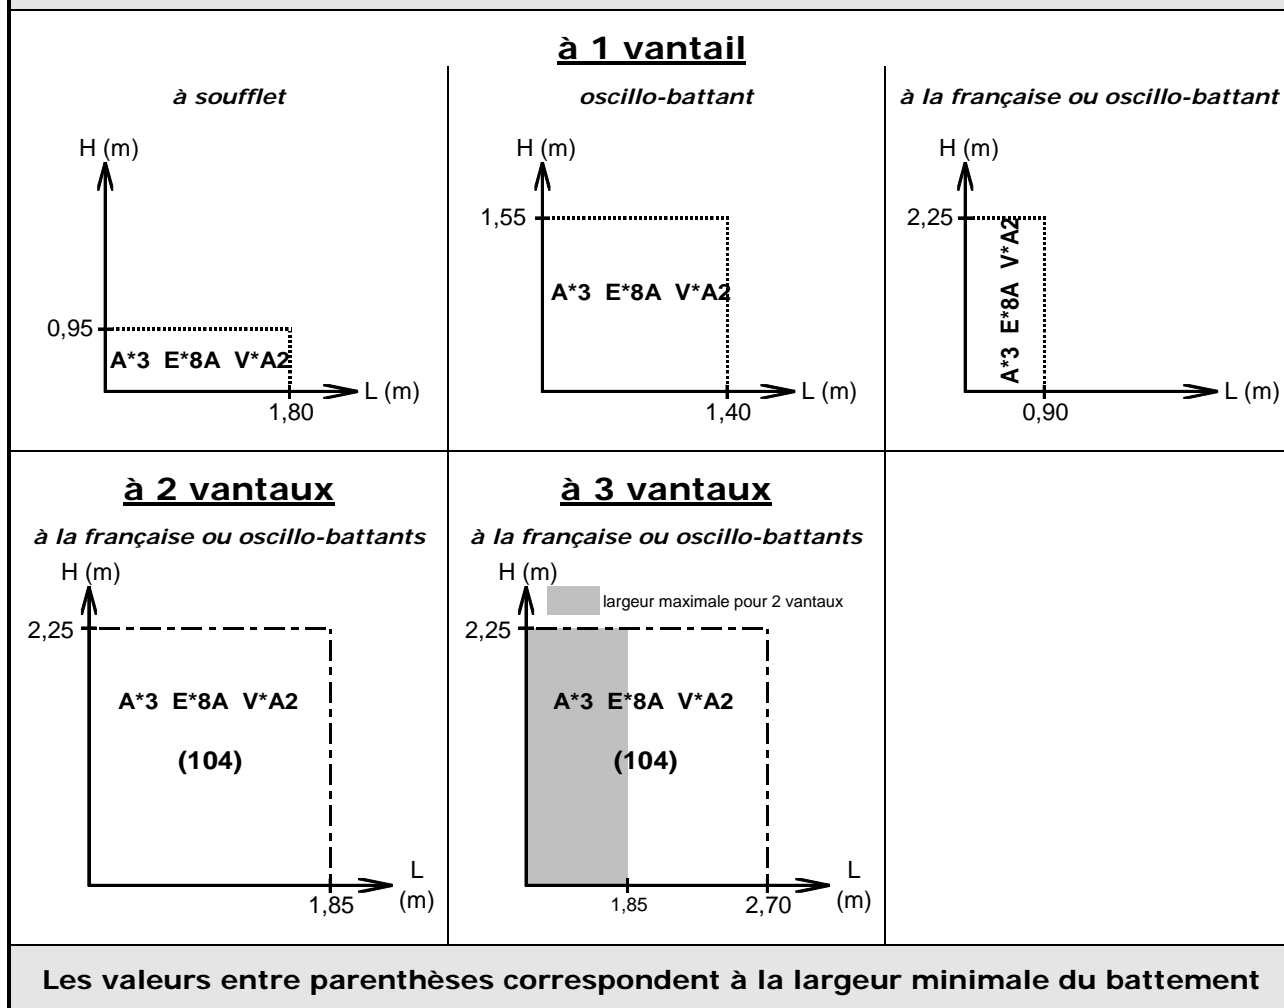 à 1 vantail
à soufflet
H (m)
0,95
A*3 E*8A V*A2
L (m)
1,80
oscillo-battant
H (m)
1,55
A*3 E*8A V*A2
L (m)
1,40
à la française ou oscillo-battant
H (m)
2,25
A*3 E*8A V*A2
L (m)
0,90
à 2 vantaux
à la française ou oscillo-battants
H (m)
2,25
A*3 E*8A V*A2
(104)
L
(m)
1,85
à 3 vantaux
à la française ou oscillo-battants
H (m)
largeur maximale pour 2 vantaux
2,25
A*3 E*8A V*A2
(104)
L
(m)
1,85
2,70
Les valeurs entre parenthèses correspondent à la largeur minimale du battement